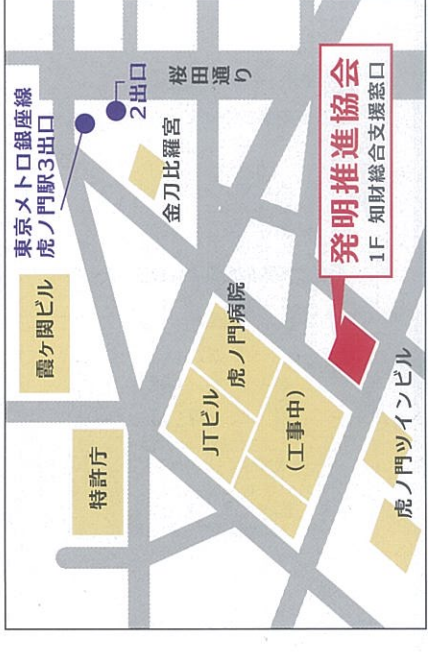 東京メトロ銀座線
虎ノ門駅3出口
2出口
霞ヶ関ビル
桜田通り
金刀比羅宮
特許庁
虎ノ門病院
JTビル
(工事中)
発明推進協会
1F 知財総合支援窓口
虎ノ門ツインビル